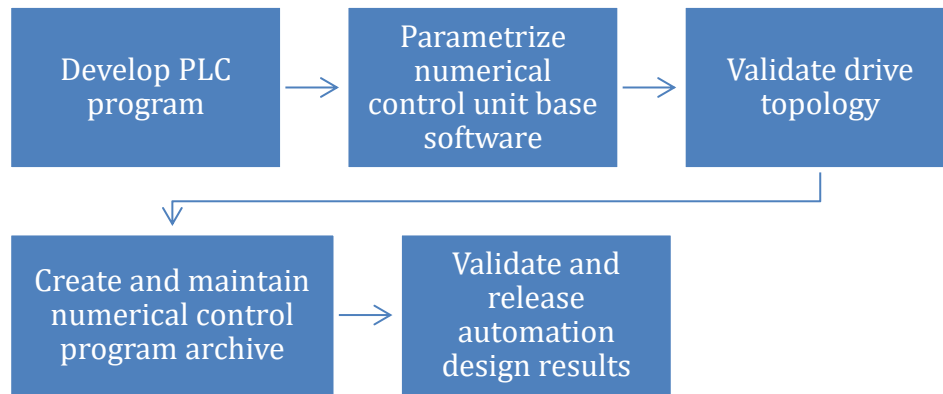 Develop PLC
program
Parametrize
numerical
control unit base
software
Validate drive
topology
Create and maintain
numerical control
program archive
Validate and
release
automation
design results